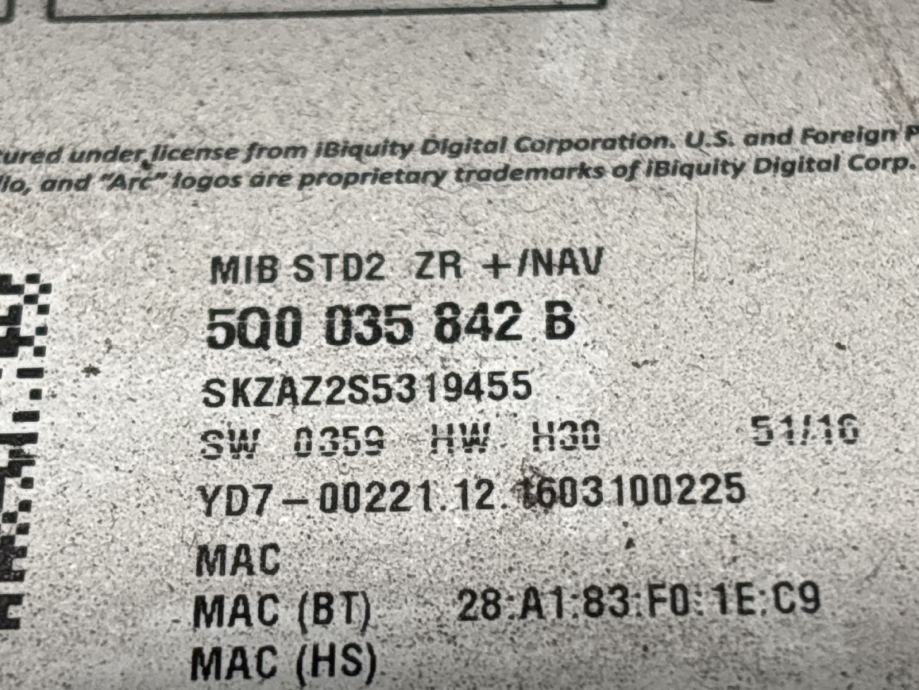 ured under license from iBiquity Digital Corporation. U.S. and Foreign P
io, and "Arc" logos are proprietary trademarks of iBiquity Digital Corp.
MIB STD2 ZR +/NAV
5Q0 035 842 B
SKZAZ2S5319455
SW 0359 HW H30 51/16
YD7-00221.12.1603100225
MAC
MAC (BT) 28:A1:83:F0:1E:C9
MAC (HS)